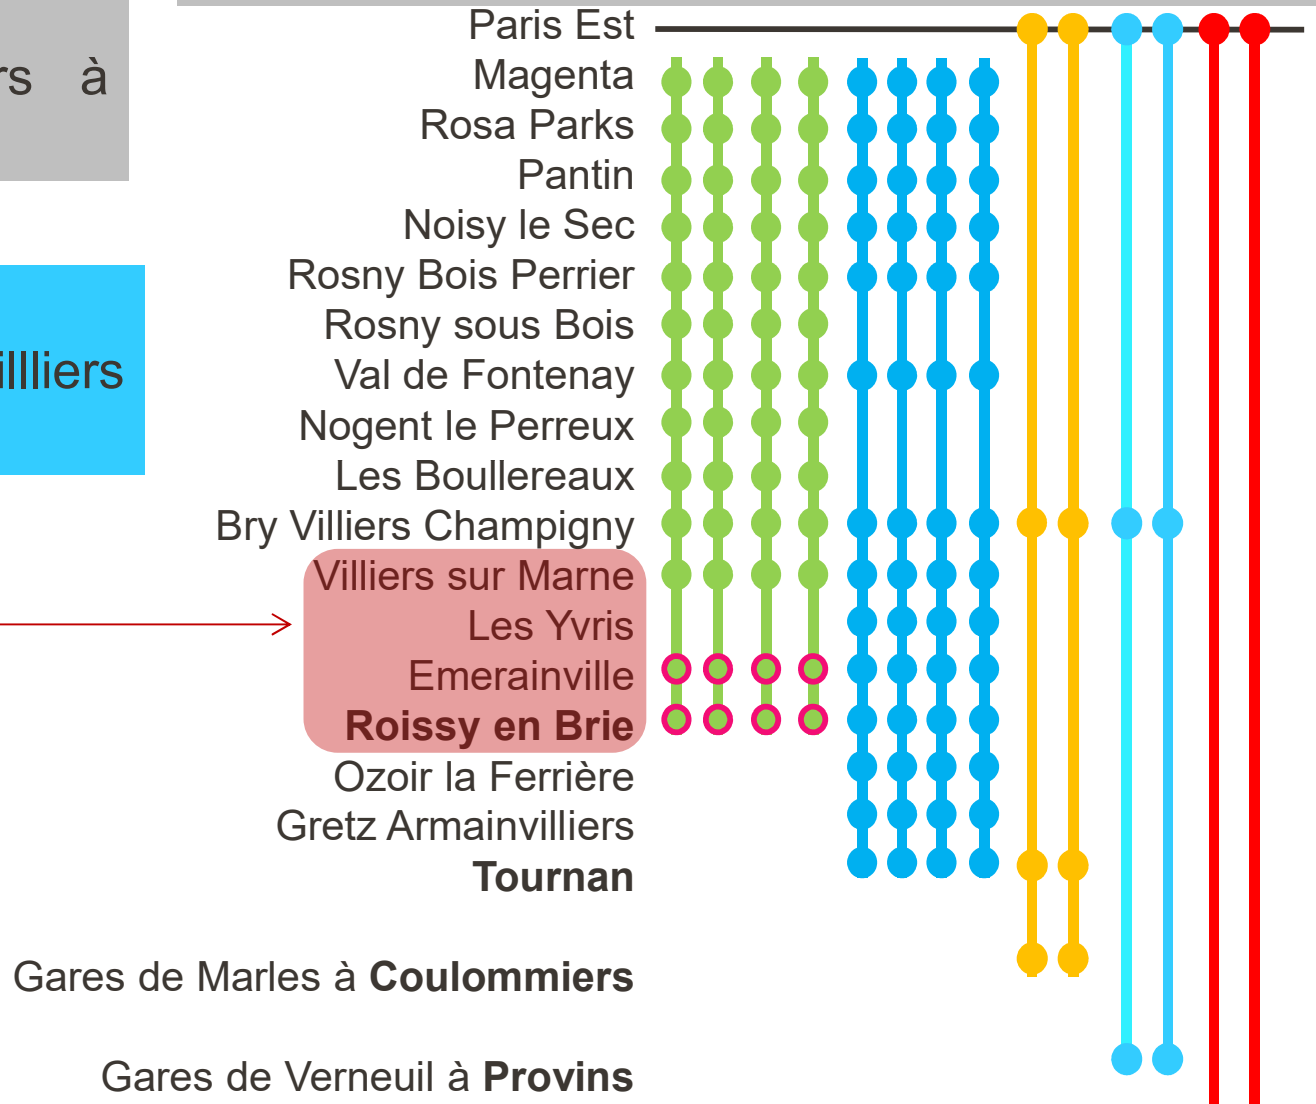 à
Paris Est
Magenta
Rosa Parks
Pantin
Noisy le Sec
Rosny Bois Perrier
Rosny sous Bois
Val de Fontenay
Nogent le Perreux
Les Boullereaux
Bry Villiers Champigny
Villiers sur Marne
Les Yvris
Emerainville
Roissy en Brie
Ozoir la Ferrière
Gretz Armainvilliers
Tournan
Gares de Marles à Coulommiers
Gares de Verneuil à Provins